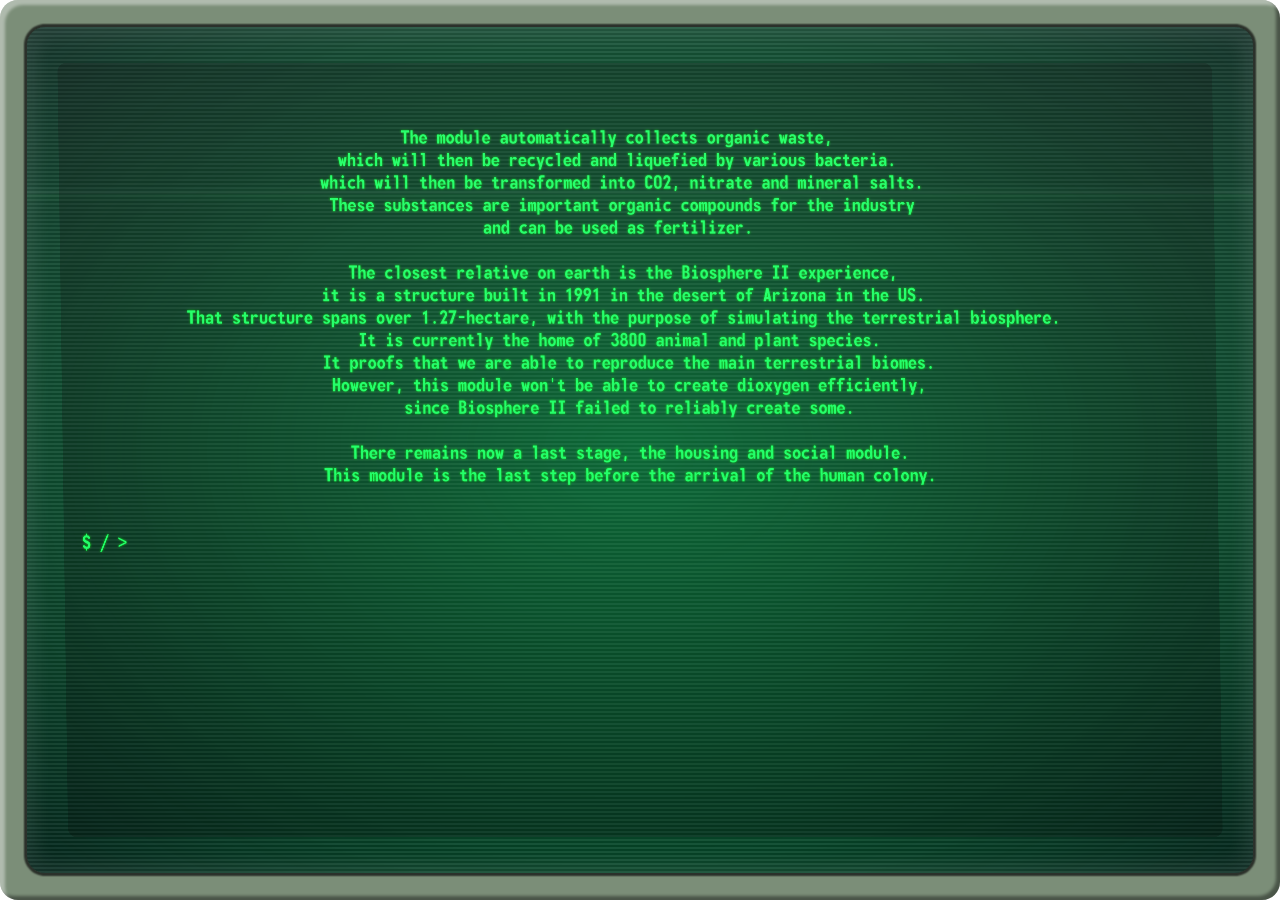 The module automatically collects organic waste,
which will then be recycled and liquefied by various bacteria.
which will then be transformed into CO2, nitrate and mineral salts.
These substances are important organic compounds for the industry
and can be used as fertilizer.
The closest relative on earth is the Biosphere II experience,
it is a structure built in 1991 in the desert of Arizona in the US.
That structure spans over 1.27-hectare, with the purpose of simulating the terrestrial biosphere.
It is currently the home of 3800 animal and plant species.
It proofs that we are able to reproduce the main terrestrial biomes.
However, this module won't be able to create dioxygen efficiently,
since Biosphere II failed to reliably create some.
There remains now a last stage, the housing and social module.
This module is the last step before the arrival of the human colony.
$ / >